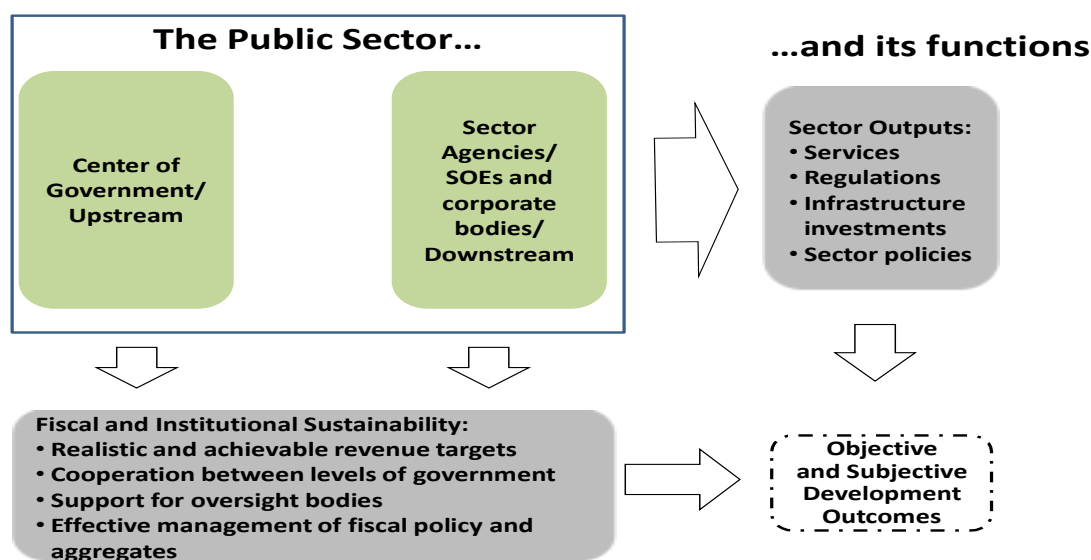 The Public Sector...
...and its functions
Center of
Government/
Upstream
Sector
Agencies/
SOEs and
corporate
bodies/
Downstream
Sector Outputs:
• Services
• Regulations
• Infrastructure
investments
• Sector policies
Fiscal and Institutional Sustainability:
• Realistic and achievable revenue targets
• Cooperation between levels of government
• Support for oversight bodies
• Effective management of fiscal policy and
aggregates
Objective
and Subjective
Development
Outcomes